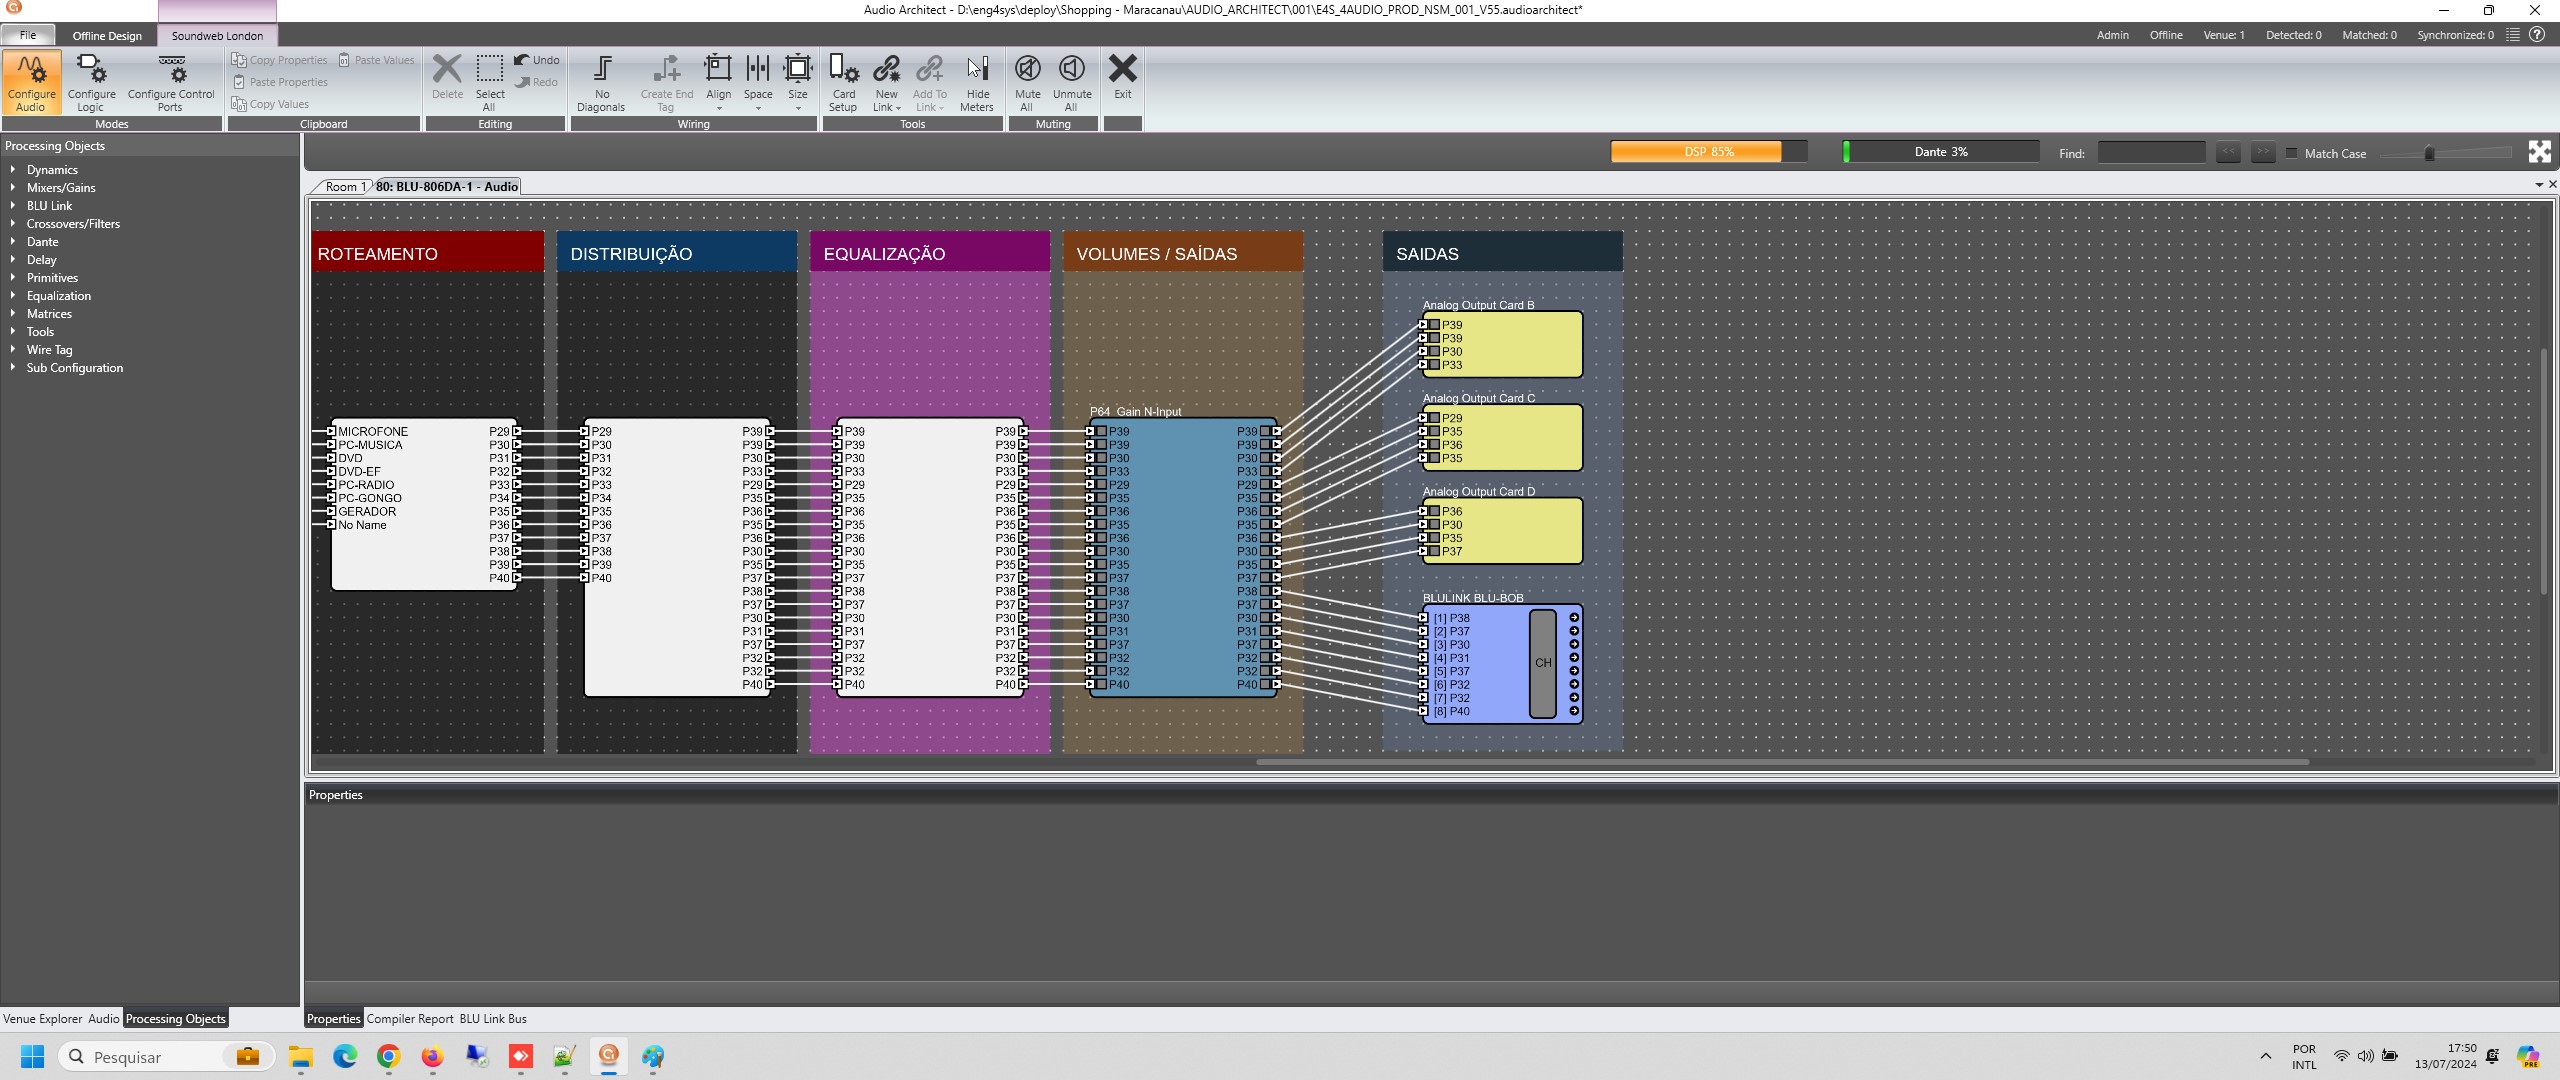 Audio Architect - D:\eng4sys\deploy\Shopping - Maracanau\AUDIO_ARCHITECT\001\E4S_4AUDIO_PROD_NSM_001_V55.audioarchitect*
File
Offline Design
Soundweb London
Admin
Offline
Venue: 1
Detected: 0
Matched: 0
Synchronized: 0
Configure Audio
Configure Logic
Configure Control Ports
Modes
Copy Properties
Paste Values
Paste Properties
Copy Values
Clipboard
Delete
Select All
Undo
Redo
Editing
No Diagonals
Create End Tag
Align
Space
Size
Wiring
Card Setup
New Link
Add To Link
Hide Meters
Tools
Mute All
Unmute All
Muting
Exit
Processing Objects
Dynamics
Mixers/Gains
BLU Link
Crossovers/Filters
Dante
Delay
Primitives
Equalization
Matrices
Tools
Wire Tag
Sub Configuration
DSP 85%
Dante 3%
Find:
<<
>>
Match Case
Room 1
80: BLU-806DA-1 - Audio
ROTEAMENTO
MICROFONE P29
PC-MUSICA P30
DVD P31
DVD-EF P32
PC-RADIO P33
PC-GONGO P34
GERADOR P35
No Name P36
P37
P38
P39
P40
DISTRIBUIÇÃO
P29 P39
P30 P39
P31 P30
P32 P33
P33 P29
P34 P35
P35 P36
P36 P35
P37 P36
P38 P30
P39 P35
P40 P37
P38
P37
P30
P31
P37
P32
P32
P40
EQUALIZAÇÃO
P39 P39
P39 P39
P30 P30
P33 P33
P29 P29
P35 P35
P36 P36
P35 P35
P36 P36
P30 P30
P35 P35
P37 P37
P38 P38
P37 P37
P30 P30
P31 P31
P37 P37
P32 P32
P32 P32
P40 P40
VOLUMES / SAÍDAS
P64 Gain N-Input
P39 P39
P39 P39
P30 P30
P33 P33
P29 P29
P35 P35
P36 P36
P35 P35
P36 P36
P30 P30
P35 P35
P37 P37
P38 P38
P37 P37
P30 P30
P31 P31
P37 P37
P32 P32
P32 P32
P40 P40
SAIDAS
Analog Output Card B
P39
P39
P30
P33
Analog Output Card C
P29
P35
P36
P35
Analog Output Card D
P36
P30
P35
P37
BLULINK BLU-BOB
[1] P38
[2] P37
[3] P30
[4] P31
[5] P37
[6] P32
[7] P32
[8] P40
CH
Properties
Venue Explorer
Audio
Processing Objects
Properties
Compiler Report
BLU Link Bus
Pesquisar
POR
INTL
17:50
13/07/2024
PRE